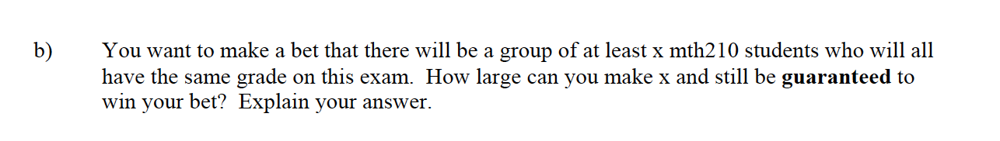 b) You want to make a bet that there will be a group of at least x mth210 students who will all
have the same grade on this exam. How large can you make x and still be guaranteed to
win your bet? Explain your answer.